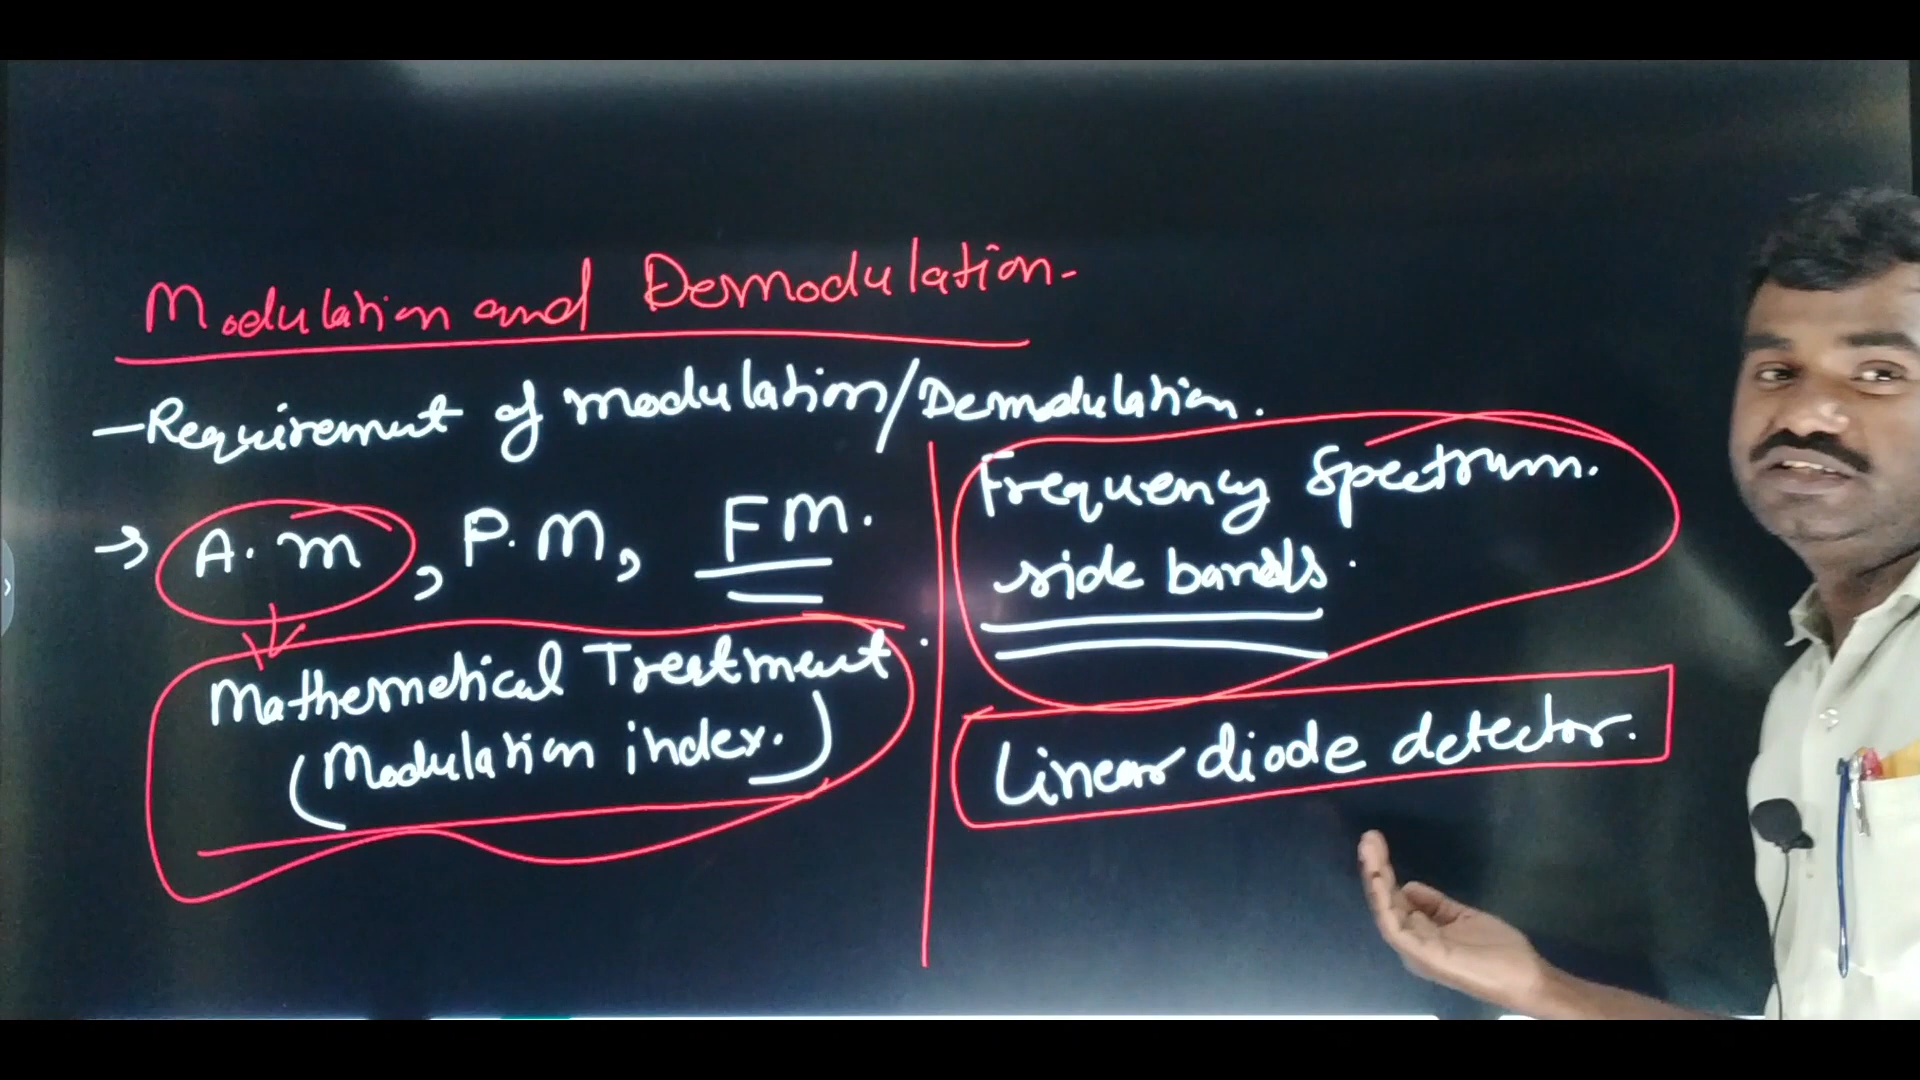 Modulation and Demodulation.
- Requirement of modulation/Demodulation.
→ A.m, P.M, FM.
Mathemetical Treatment.
(Modulation index.)
Frequency Spectrum.
side bands.
Linear diode detector.